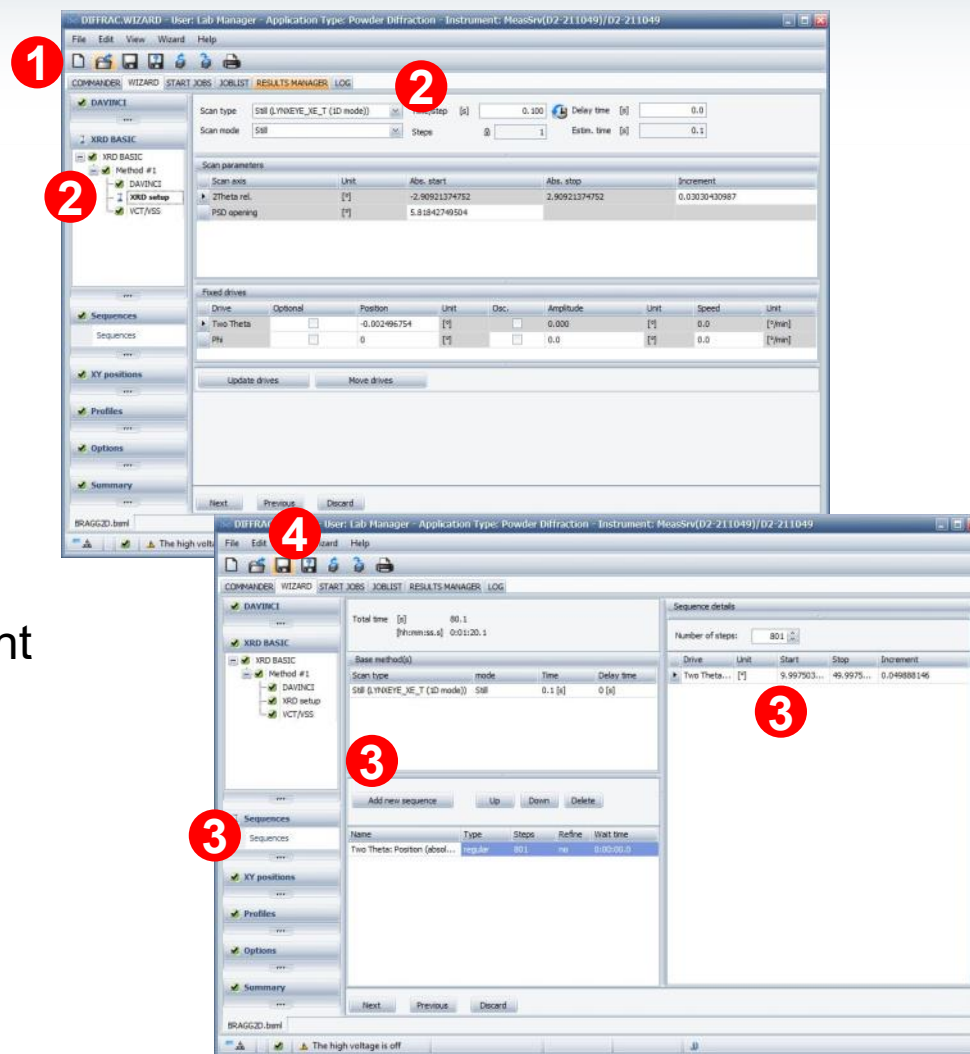 DIFFRAC.WIZARD - User: Lab Manager - Application Type: Powder Diffraction - Instrument: MeasSrv(D2-211049)/D2-211049
File Edit View Wizard Help
1
COMMANDER WIZARD START JOBS JOBLIST RESULTS MANAGER LOG
2
DAVINCI
XRD BASIC
XRD BASIC
Method #1
DAVINCI
2
XRD setup
VCT/VSS
Sequences
Sequences
XY positions
Profiles
Options
Summary
Scan type Still (LYNXEYE_XE_T (1D mode)) [s] 0.100 Delay time [s] 0.0
Scan mode Still Steps 1 Estim. time [s] 0.1
Scan parameters
Scan axis Unit Abs. start Abs. stop Increment
2Theta rel. [°] -2.90921374752 2.90921374752 0.03030430987
PSD opening [°] 5.81842749504
Fixed drives
Drive Optional Position Unit Osc. Amplitude Unit Speed Unit
Two Theta -0.002496754 [°] 0.000 [°] 0.0 [°/min]
Phi 0 [°] 0.0 [°] 0.0 [°/min]
Update drives Move drives
Next Previous Discard
BRAGG2D.bsml
The high
nt
DIFFRA User: Lab Manager - Application Type: Powder Diffraction - Instrument: MeasSrv(D2-211049)/D2-211049
File Edit Help
4
COMMANDER WIZARD START JOBS JOBLIST RESULTS MANAGER LOG
DAVINCI
XRD BASIC
XRD BASIC
Method #1
DAVINCI
XRD setup
VCT/VSS
Sequences
3
Sequences
XY positions
Profiles
Options
Summary
Total time [s] 80.1
[hh:mm:ss.s] 0:01:20.1
Base method(s)
Scan type mode Time Delay time
Still (LYNXEYE_XE_T (1D mode)) Still 0.1 [s] 0 [s]
3
Add new sequence Up Down Delete
Name Type Steps Refine Wait time
Two Theta: Position (absol... regular 801 no 0:00:00.0
Sequence details
Number of steps: 801
Drive Unit Start Stop Increment
Two Theta... [°] 9.997503... 49.9975... 0.049888146
3
Next Previous Discard
BRAGG2D.bsml
The high voltage is off